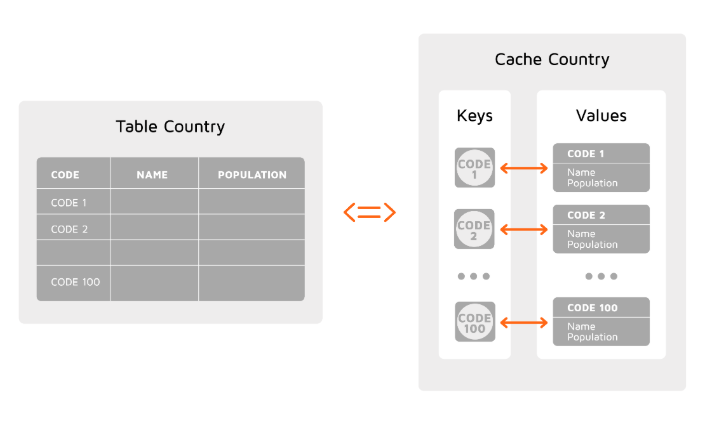 Table Country
CODE NAME POPULATION
CODE 1
CODE 2
CODE 100
Cache Country
Keys
CODE
1
CODE
2
CODE
100
Values
CODE 1
Name
Population
CODE 2
Name
Population
CODE 100
Name
Population